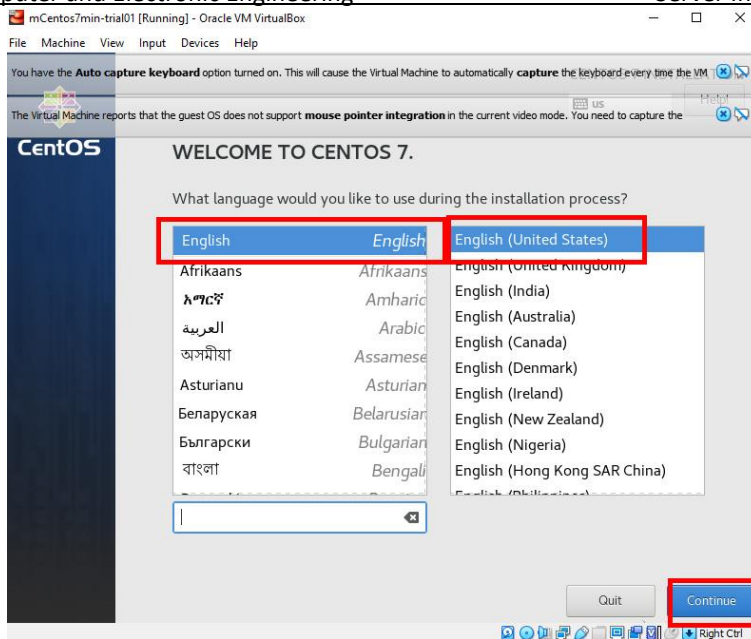 puter and Electronic Engineering
mCentos7min-trial01 [Running] - Oracle VM VirtualBox
File Machine View Input Devices Help
You have the Auto capture keyboard option turned on. This will cause the Virtual Machine to automatically capture the keyboard every time the VM
The Virtual Machine reports that the guest OS does not support mouse pointer integration in the current video mode. You need to capture the
us
Help!
CentOS
WELCOME TO CENTOS 7.
What language would you like to use during the installation process?
English English English (United States)
Afrikaans Afrikaans English (United Kingdom)
አማርኛ Amharic English (India)
العربية Arabic English (Australia)
অসমীয়া Assamese English (Canada)
Asturianu Asturian English (Denmark)
Беларуская Belarusian English (Ireland)
Български Bulgarian English (New Zealand)
বাংলা Bengali English (Nigeria)
English (Hong Kong SAR China)
English (Philippines)
Quit Continue
Right Ctrl